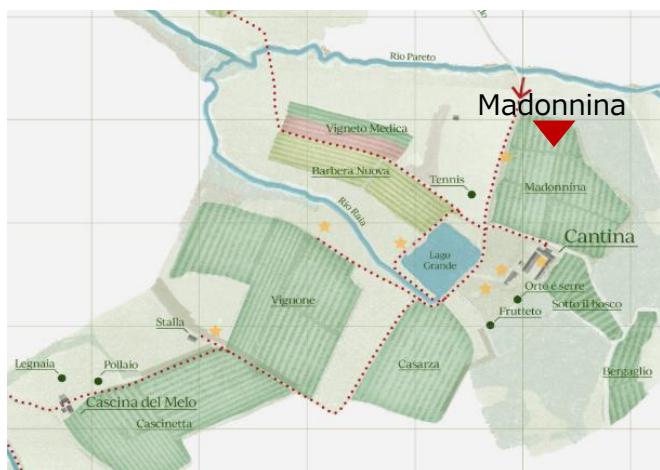 Rio Pareto
Madonnina
Vigneto Medica
Barbera Nuova
Tennis
Madonnina
Rio Raia
Cantina
Lago
Grande
Orto e serre
Sotto il bosco
Vignone
Frutteto
Stalla
Legnaia
Pollaio
Casarza
Bergaglio
Cascina del Melo
Cascinetta